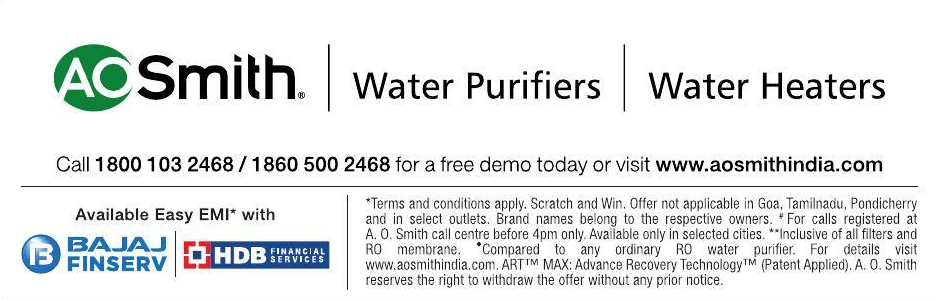 AO Smith® | Water Purifiers | Water Heaters
Call 1800 103 2468 / 1860 500 2468 for a free demo today or visit www.aosmithindia.com
Available Easy EMI* with
B BAJAJ
FINSERV
HDB FINANCIAL
SERVICES
*Terms and conditions apply. Scratch and Win. Offer not applicable in Goa, Tamilnadu, Pondicherry
and in select outlets. Brand names belong to the respective owners. #For calls registered at
A. O. Smith call centre before 4pm only. Available only in selected cities. **Inclusive of all filters and
RO membrane. ◆Compared to any ordinary RO water purifier. For details visit
www.aosmithindia.com. ART™ MAX: Advance Recovery Technology™ (Patent Applied). A. O. Smith
reserves the right to withdraw the offer without any prior notice.